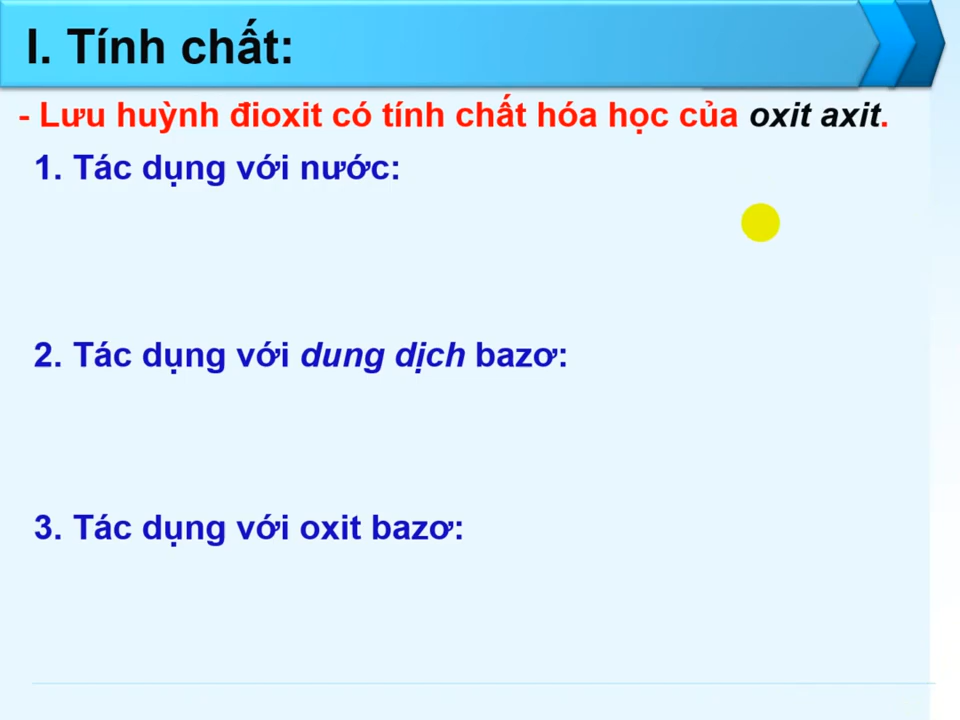 I. Tính chất:
- Lưu huỳnh đioxit có tính chất hóa học của oxit axit.
1. Tác dụng với nước:
2. Tác dụng với dung dịch bazơ:
3. Tác dụng với oxit bazơ: